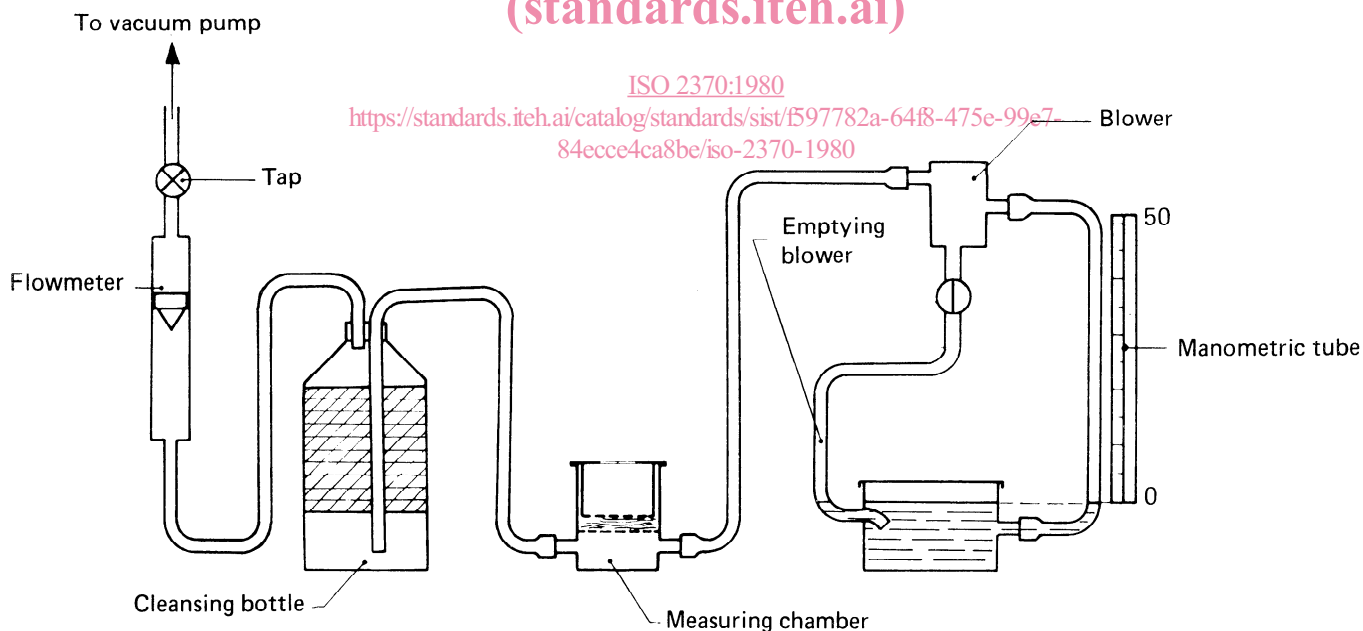 (standards.iteh.ai)
To vacuum pump
ISO 2370:1980
https://standards.iteh.ai/catalog/standards/sist/f597782a-64f8-475e-99e7-
84ecce4ca8be/iso-2370-1980
Blower
Tap
50
Emptying
blower
Flowmeter
Manometric tube
0
Cleansing bottle
Measuring chamber